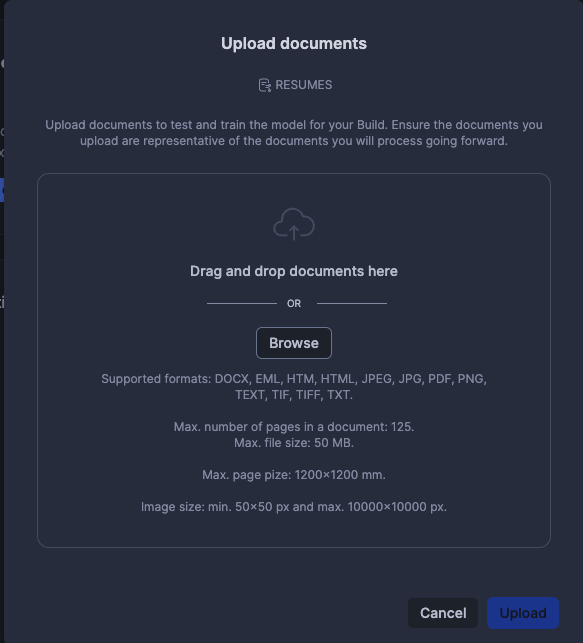 Upload documents
RESUMES
Upload documents to test and train the model for your Build. Ensure the documents you
upload are representative of the documents you will process going forward.
Drag and drop documents here
OR
Browse
Supported formats: DOCX, EML, HTM, HTML, JPEG, JPG, PDF, PNG,
TEXT, TIF, TIFF, TXT.
Max. number of pages in a document: 125.
Max. file size: 50 MB.
Max. page pize: 1200×1200 mm.
Image size: min. 50×50 px and max. 10000×10000 px.
Cancel
Upload